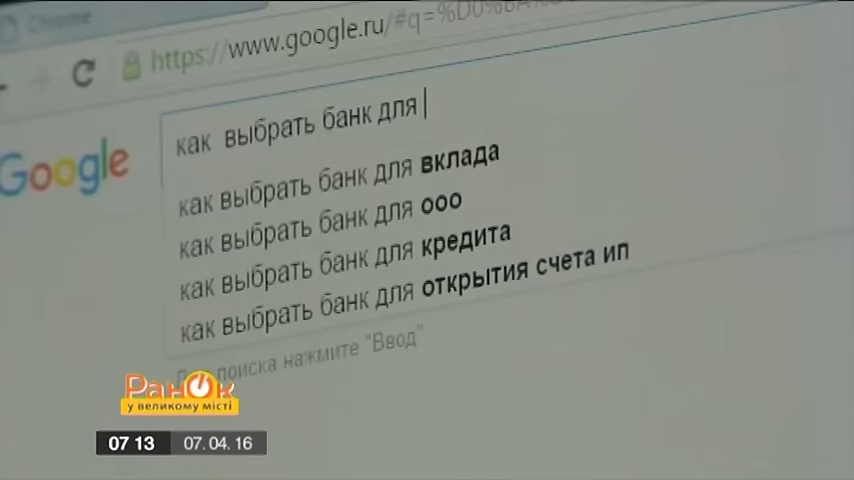 Chrome
https://www.google.ru/#q=%D0%BA%
Google
как выбрать банк для
как выбрать банк для вклада
как выбрать банк для ооо
как выбрать банк для кредита
как выбрать банк для открытия счета ип
поиска нажмите "Ввод"
Ранок
у великому місті
07 13 07. 04. 16